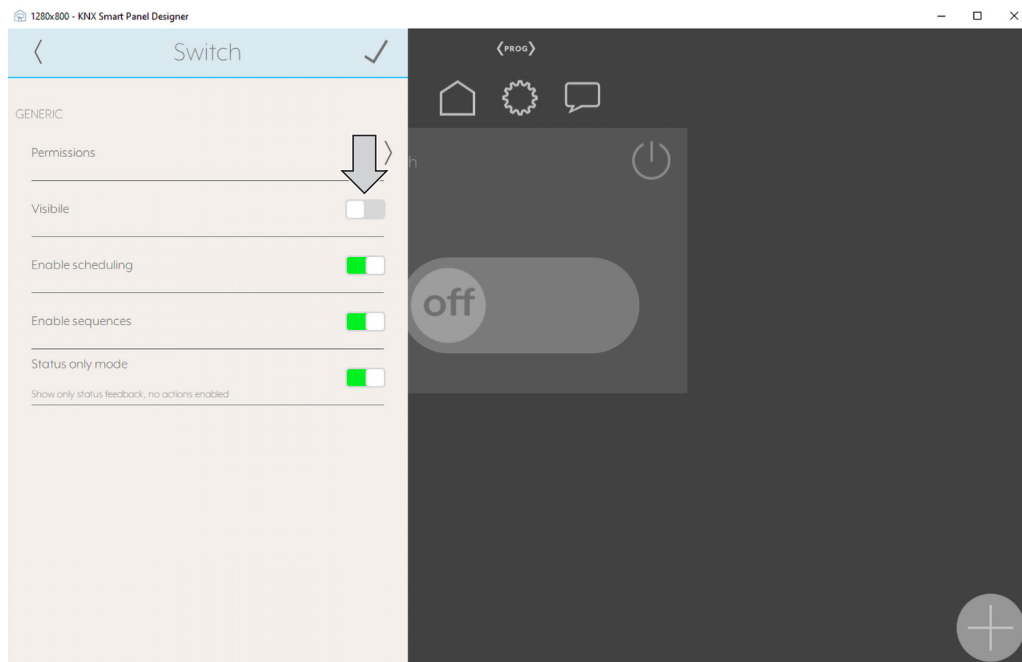 1280x800 - KNX Smart Panel Designer
Switch
PROG
GENERIC
Permissions
h
Visibile
Enable scheduling
Enable sequences
off
Status only mode
Show only status feedback, no actions enabled